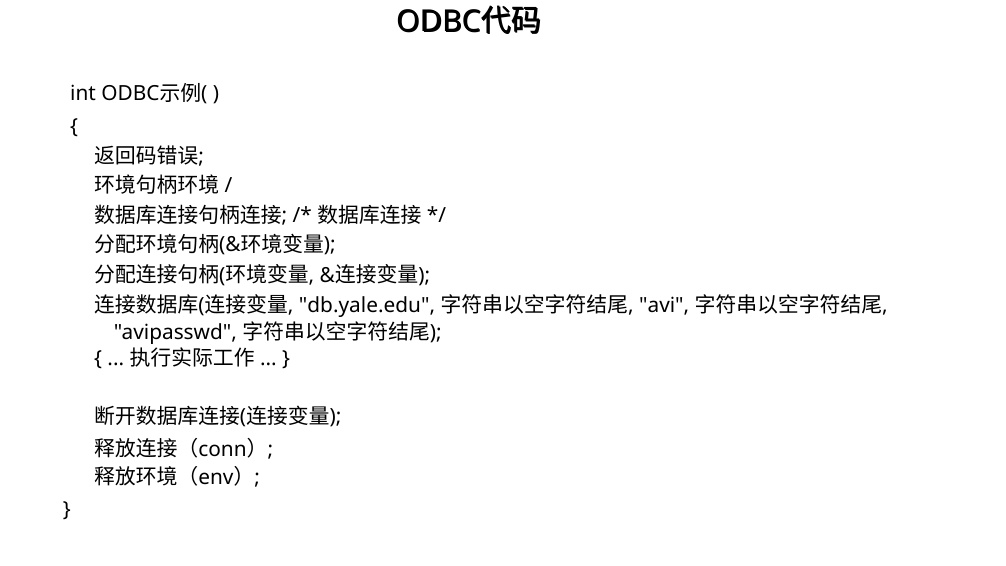 ODBC代码
int ODBC示例( )
{
返回码错误;
环境句柄环境 /
数据库连接句柄连接; /* 数据库连接 */
分配环境句柄(&环境变量);
分配连接句柄(环境变量, &连接变量);
连接数据库(连接变量, "db.yale.edu", 字符串以空字符结尾, "avi", 字符串以空字符结尾,
"avipasswd", 字符串以空字符结尾);
{ ... 执行实际工作 ... }
断开数据库连接(连接变量);
释放连接（conn）;
释放环境（env）;
}